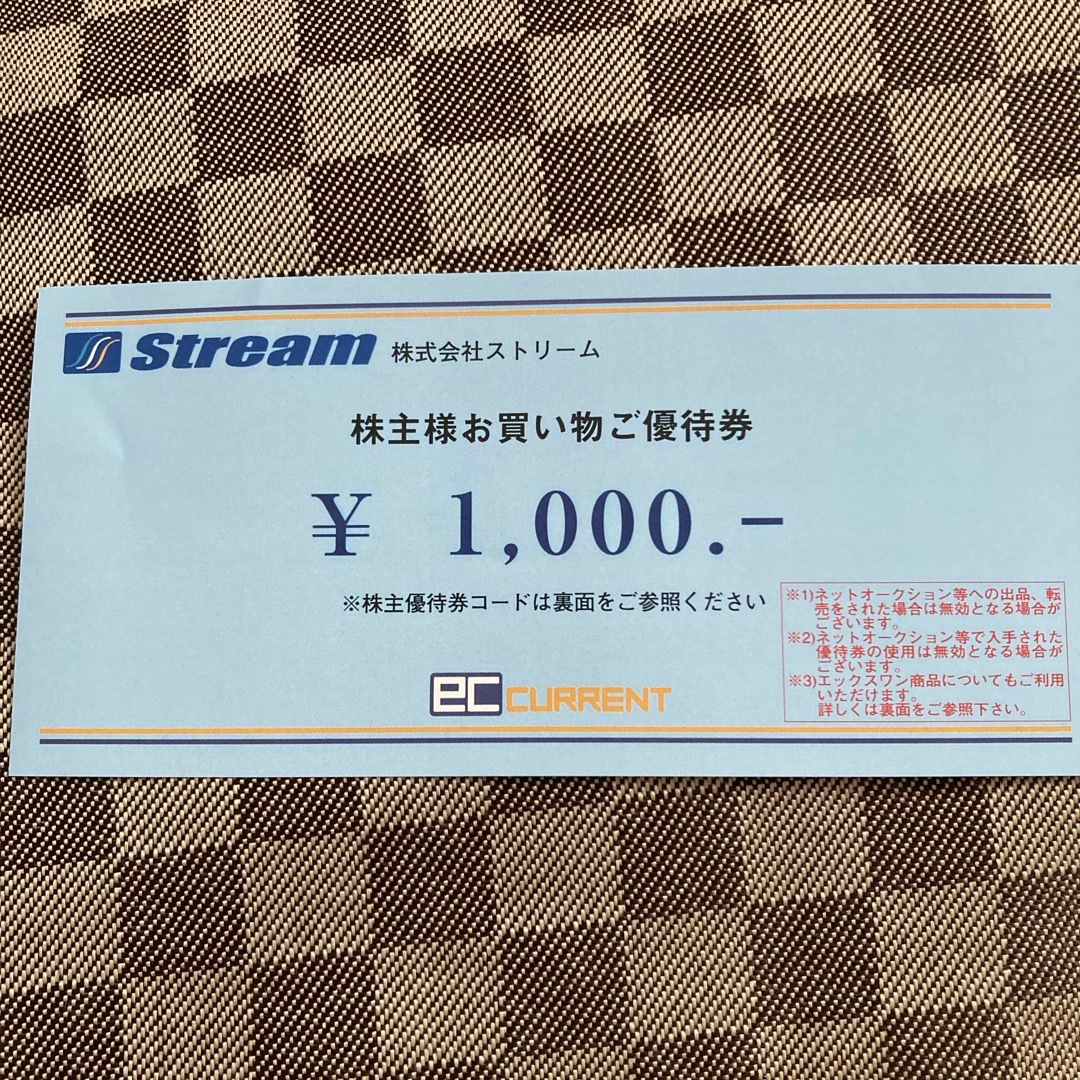 Stream 株式会社ストリーム
株主様お買い物ご優待券
¥ 1,000.-
※株主優待券コードは裏面をご参照ください
※1)ネットオークション等への出品、転
売をされた場合は無効となる場合が
ございます。
※2)ネットオークション等で入手された
優待券の使用は無効となる場合が
ございます。
※3)エックスワン商品についてもご利用
いただけます。
詳しくは裏面をご参照下さい。
eC CURRENT